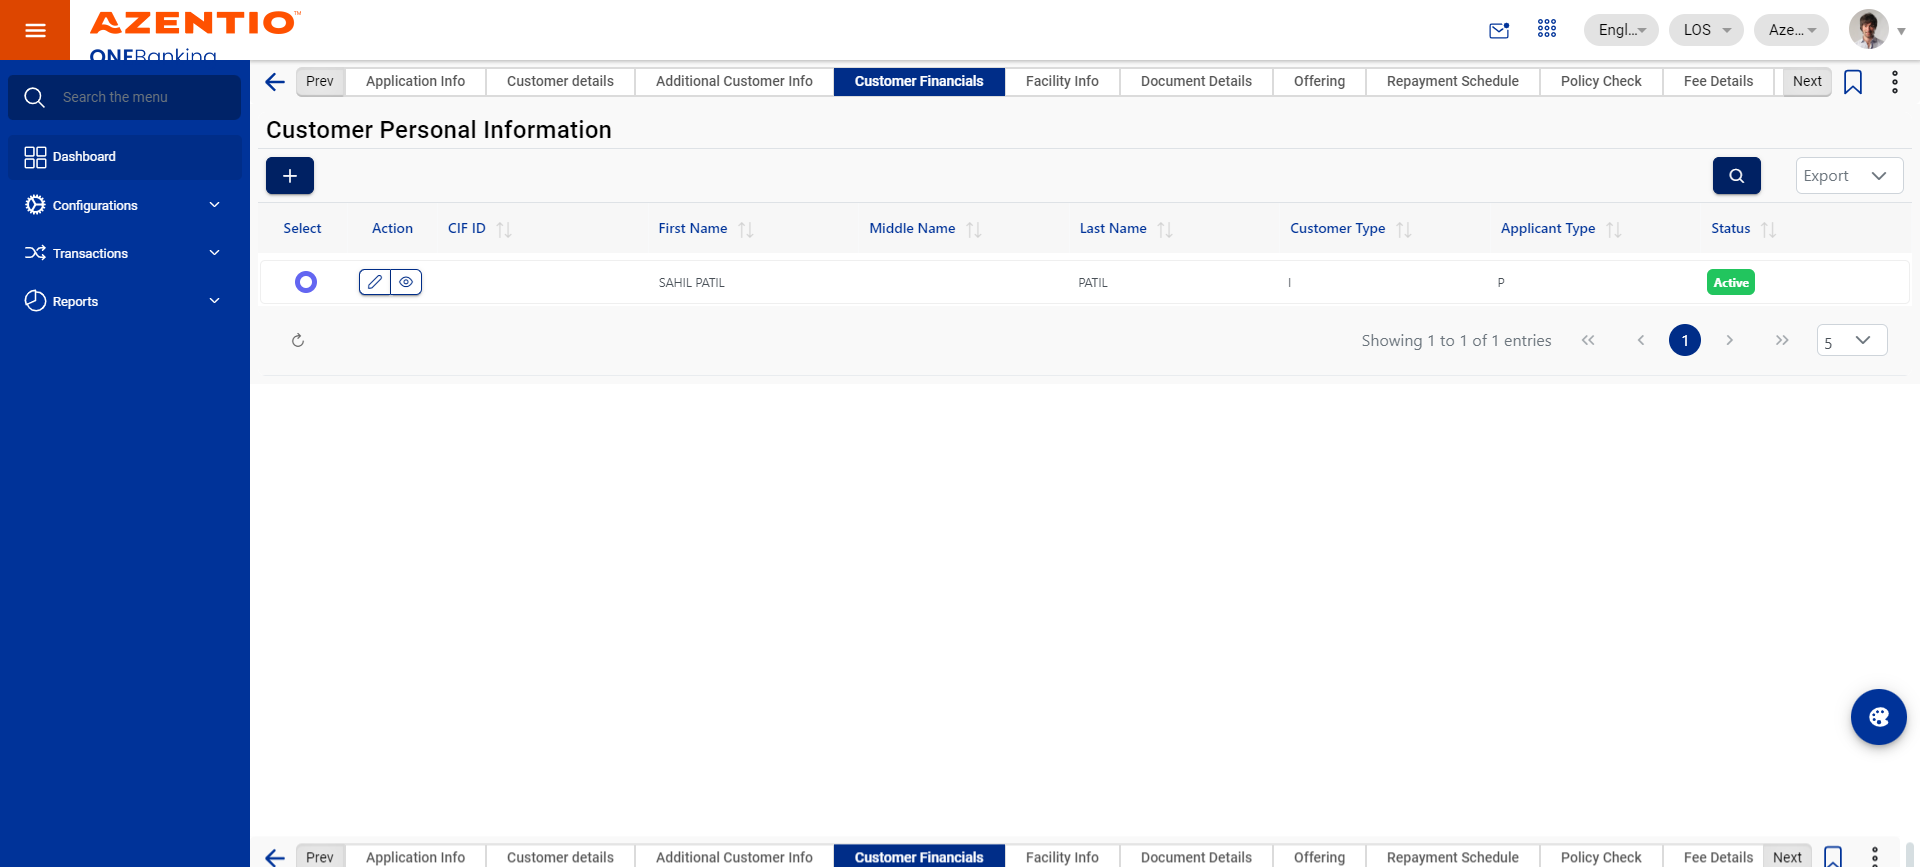 AZENTIO™
ONEBanking
Engl...
LOS
Aze...
Search the menu
Dashboard
Configurations
Transactions
Reports
Prev
Application Info
Customer details
Additional Customer Info
Customer Financials
Facility Info
Document Details
Offering
Repayment Schedule
Policy Check
Fee Details
Next
Customer Personal Information
+
Export
Select Action CIF ID First Name Middle Name Last Name Customer Type Applicant Type Status
SAHIL PATIL PATIL I P Active
Showing 1 to 1 of 1 entries
1
5
Prev
Application Info
Customer details
Additional Customer Info
Customer Financials
Facility Info
Document Details
Offering
Repayment Schedule
Policy Check
Fee Details
Next